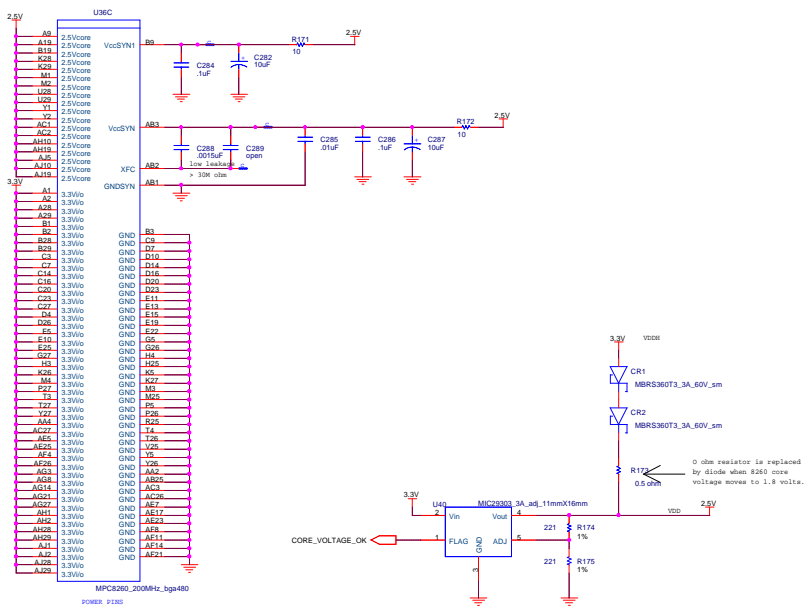 U36C
2.5V
A9 2.5Vcore
A19 2.5Vcore
B19 2.5Vcore
K28 2.5Vcore
K29 2.5Vcore
M1 2.5Vcore
M2 2.5Vcore
U28 2.5Vcore
U29 2.5Vcore
Y1 2.5Vcore
Y2 2.5Vcore
AC1 2.5Vcore
AC2 2.5Vcore
AH10 2.5Vcore
AH19 2.5Vcore
AJ5 2.5Vcore
AJ10 2.5Vcore
AJ19 2.5Vcore
3.3V
A1 3.3Vi/o
A2 3.3Vi/o
A28 3.3Vi/o
A29 3.3Vi/o
B1 3.3Vi/o
B2 3.3Vi/o
B28 3.3Vi/o
B29 3.3Vi/o
C3 3.3Vi/o
C7 3.3Vi/o
C14 3.3Vi/o
C16 3.3Vi/o
C20 3.3Vi/o
C23 3.3Vi/o
C27 3.3Vi/o
D4 3.3Vi/o
D26 3.3Vi/o
E5 3.3Vi/o
E10 3.3Vi/o
E25 3.3Vi/o
G27 3.3Vi/o
H3 3.3Vi/o
K26 3.3Vi/o
M4 3.3Vi/o
P27 3.3Vi/o
T3 3.3Vi/o
T27 3.3Vi/o
Y27 3.3Vi/o
AA4 3.3Vi/o
AC27 3.3Vi/o
AE5 3.3Vi/o
AE25 3.3Vi/o
AF4 3.3Vi/o
AF26 3.3Vi/o
AG3 3.3Vi/o
AG8 3.3Vi/o
AG14 3.3Vi/o
AG21 3.3Vi/o
AG27 3.3Vi/o
AH1 3.3Vi/o
AH2 3.3Vi/o
AH28 3.3Vi/o
AH29 3.3Vi/o
AJ1 3.3Vi/o
AJ2 3.3Vi/o
AJ28 3.3Vi/o
AJ29 3.3Vi/o
VccSYN1 B9
VccSYN AB3
XFC AB2
GNDSYN AB1
GND B3
GND C9
GND D7
GND D10
GND D14
GND D16
GND D20
GND D23
GND E11
GND E13
GND E15
GND E19
GND E22
GND G5
GND G26
GND H4
GND H25
GND K5
GND K27
GND M3
GND M25
GND P5
GND P26
GND R25
GND T4
GND T26
GND V25
GND Y5
GND Y26
GND AA2
GND AB25
GND AC3
GND AC26
GND AE7
GND AE17
GND AE23
GND AF8
GND AF11
GND AF14
GND AF21
MPC8260_200MHz_bga480
POWER PINS
C284
.1uF
C282
10uF
R171
10
2.5V
C288
.0015uF
C289
open
low leakage
> 30M ohm
C285
.01uF
C286
.1uF
C287
10uF
R172
10
2.5V
3.3V VDDH
CR1
MBRS360T3_3A_60V_sm
CR2
MBRS360T3_3A_60V_sm
R173
0.5 ohm
0 ohm resistor is replaced
by diode when 8260 core
voltage moves to 1.8 volts.
3.3V
U40 MIC29303_3A_adj_11mmX16mm
2 Vin Vout 4
CORE_VOLTAGE_OK 1 FLAG ADJ 5
GND
3
VDD 2.5V
221 R174
1%
221 R175
1%